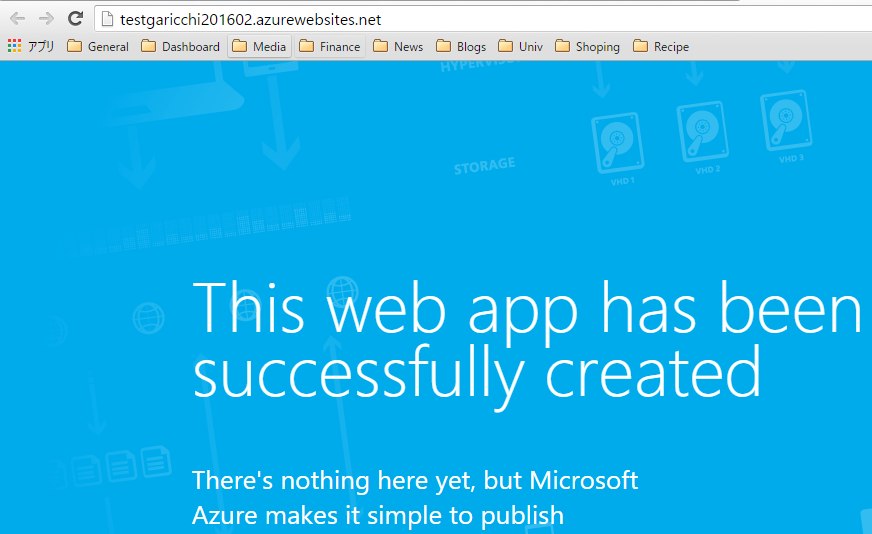 testgaricchi201602.azurewebsites.net
アプリ General Dashboard Media Finance News Blogs Univ Shoping Recipe
STORAGE
VHD 1 VHD 2 VHD 3
This web app has been
successfully created
There's nothing here yet, but Microsoft
Azure makes it simple to publish